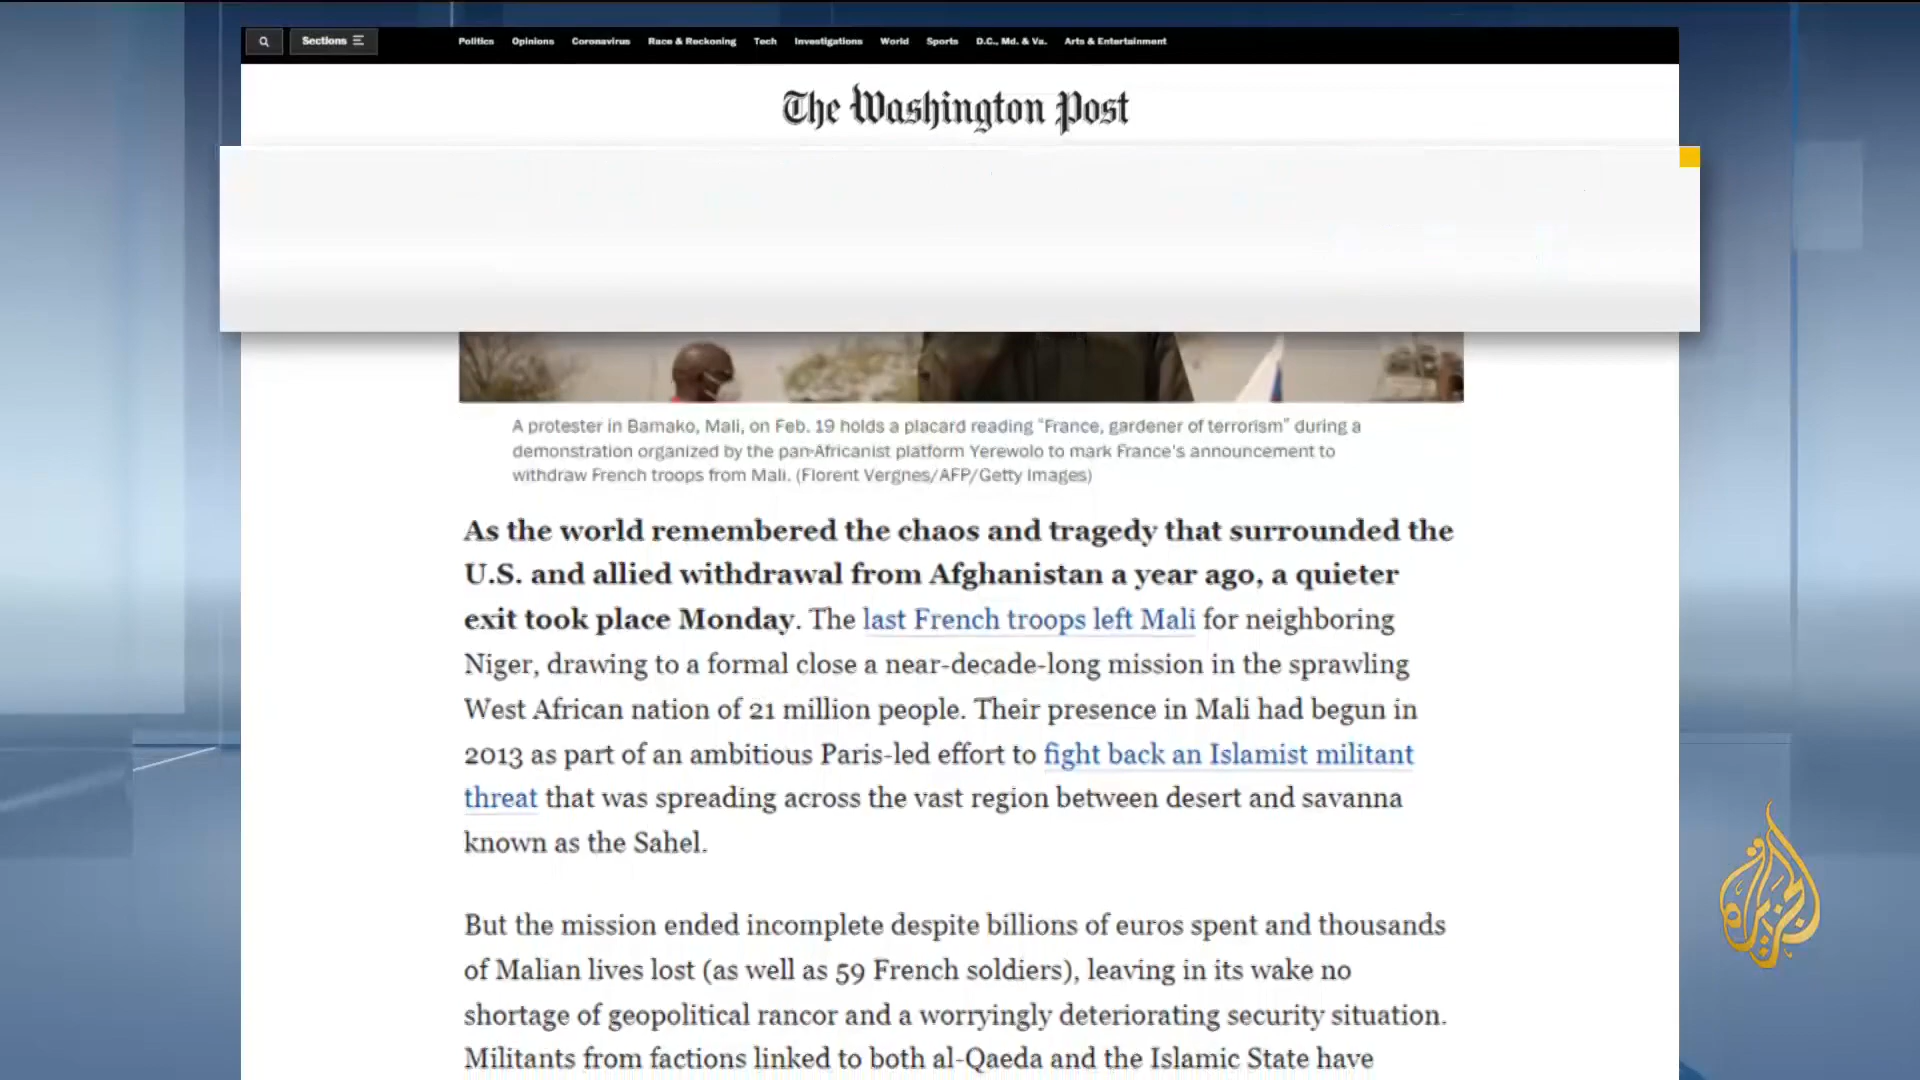 Sections
Politics Opinions Coronavirus Race & Reckoning Tech Investigations World Sports D.C., Md. & Va. Arts & Entertainment
The Washington Post
A protester in Bamako, Mali, on Feb. 19 holds a placard reading “France, gardener of terrorism” during a
demonstration organized by the pan-Africanist platform Yerewolo to mark France's announcement to
withdraw French troops from Mali. (Florent Vergnes/AFP/Getty Images)
As the world remembered the chaos and tragedy that surrounded the
U.S. and allied withdrawal from Afghanistan a year ago, a quieter
exit took place Monday. The last French troops left Mali for neighboring
Niger, drawing to a formal close a near-decade-long mission in the sprawling
West African nation of 21 million people. Their presence in Mali had begun in
2013 as part of an ambitious Paris-led effort to fight back an Islamist militant
threat that was spreading across the vast region between desert and savanna
known as the Sahel.
But the mission ended incomplete despite billions of euros spent and thousands
of Malian lives lost (as well as 59 French soldiers), leaving in its wake no
shortage of geopolitical rancor and a worryingly deteriorating security situation.
Militants from factions linked to both al-Qaeda and the Islamic State have
الجزيرة